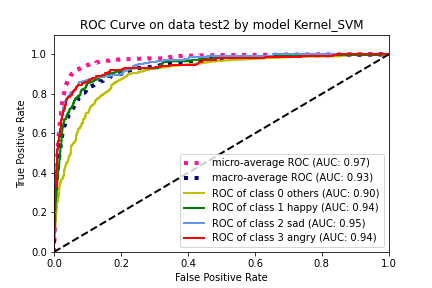 ROC Curve on data test2 by model Kernel_SVM
True Positive Rate
1.0
0.8
0.6
0.4
0.2
0.0
micro-average ROC (AUC: 0.97)
macro-average ROC (AUC: 0.93)
ROC of class 0 others (AUC: 0.90)
ROC of class 1 happy (AUC: 0.94)
ROC of class 2 sad (AUC: 0.95)
ROC of class 3 angry (AUC: 0.94)
0.0 0.2 0.4 0.6 0.8 1.0
False Positive Rate